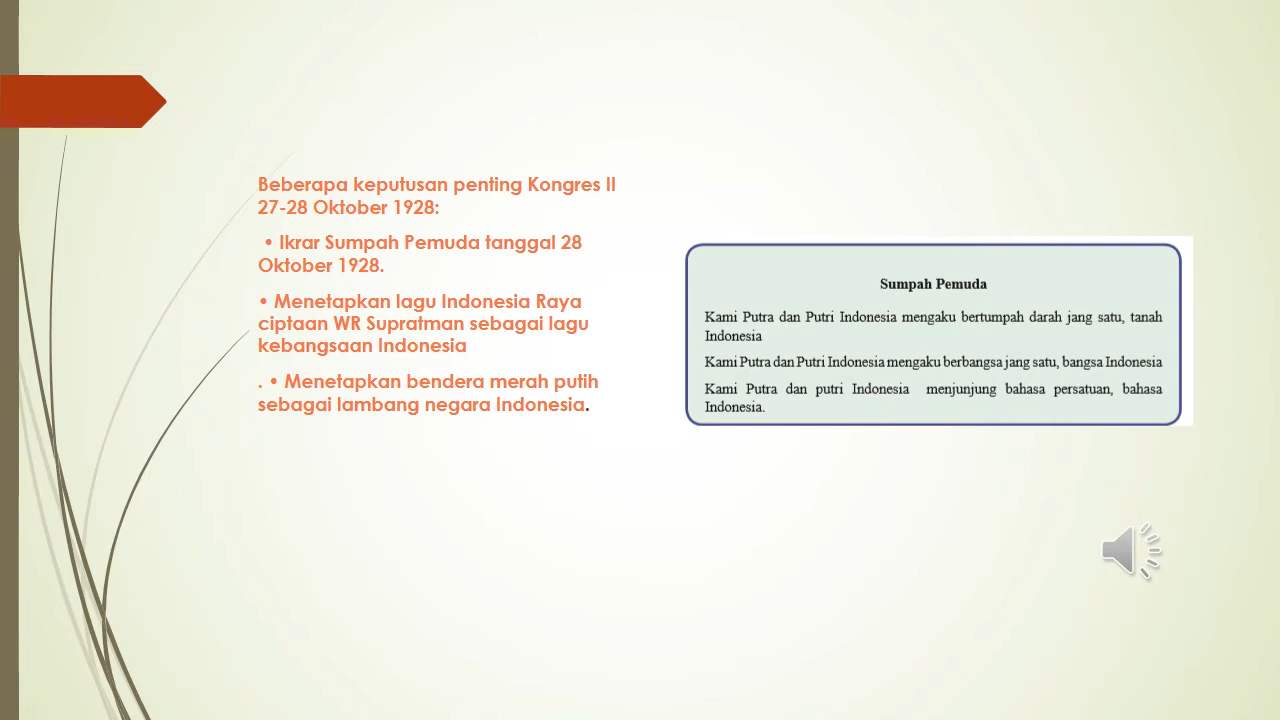 Beberapa keputusan penting Kongres II
27-28 Oktober 1928:
• Ikrar Sumpah Pemuda tanggal 28
Oktober 1928.
• Menetapkan lagu Indonesia Raya
ciptaan WR Supratman sebagai lagu
kebangsaan Indonesia
. • Menetapkan bendera merah putih
sebagai lambang negara Indonesia.
Sumpah Pemuda
Kami Putra dan Putri Indonesia mengaku bertumpah darah jang satu, tanah
Indonesia
Kami Putra dan Putri Indonesia mengaku berbangsa jang satu, bangsa Indonesia
Kami Putra dan putri Indonesia menjunjung bahasa persatuan, bahasa
Indonesia.